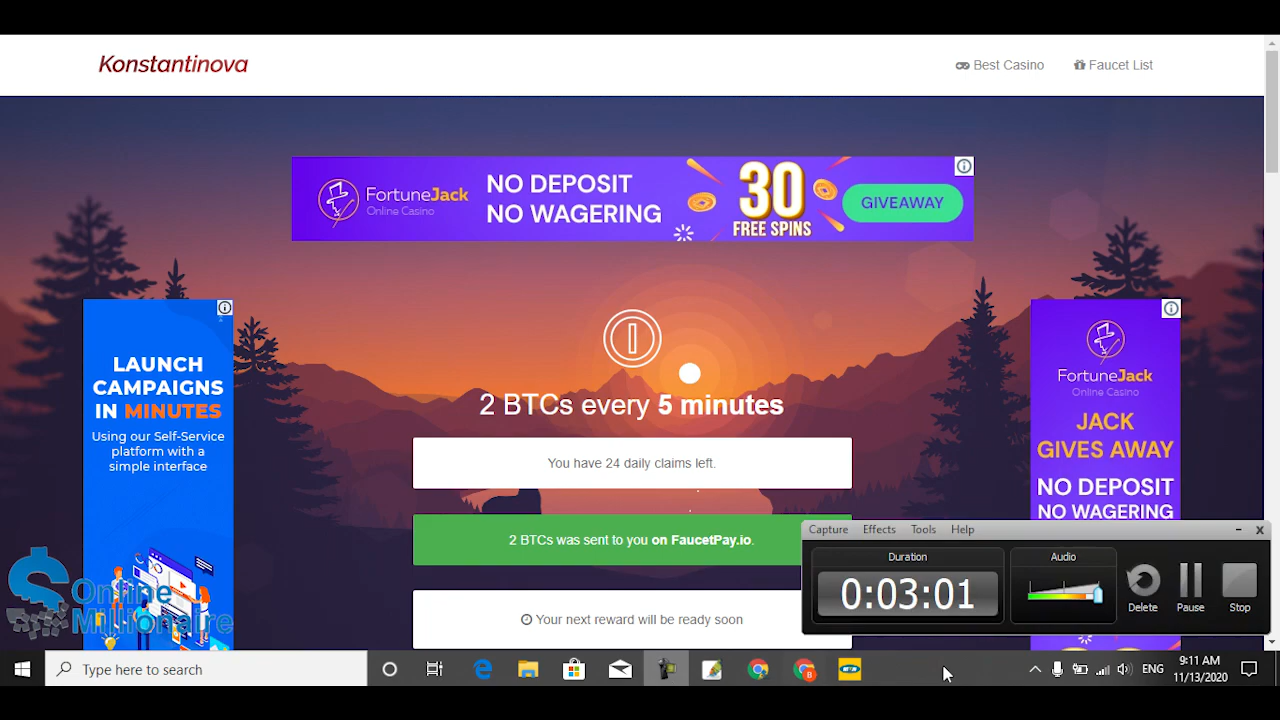 Konstantinova
Best Casino
Faucet List
FortuneJack
Online Casino
NO DEPOSIT
NO WAGERING
30
FREE SPINS
GIVEAWAY
LAUNCH
CAMPAIGNS
IN MINUTES
Using our Self-Service
platform with a
simple interface
2 BTCs every 5 minutes
You have 24 daily claims left.
2 BTCs was sent to you on FaucetPay.io.
Your next reward will be ready soon
FortuneJack
Online Casino
JACK
GIVES AWAY
NO DEPOSIT
NO WAGERING
Capture Effects Tools Help
Duration
0:03:01
Audio
Delete
Pause
Stop
Online
Millionaire
Type here to search
ENG
9:11 AM
11/13/2020